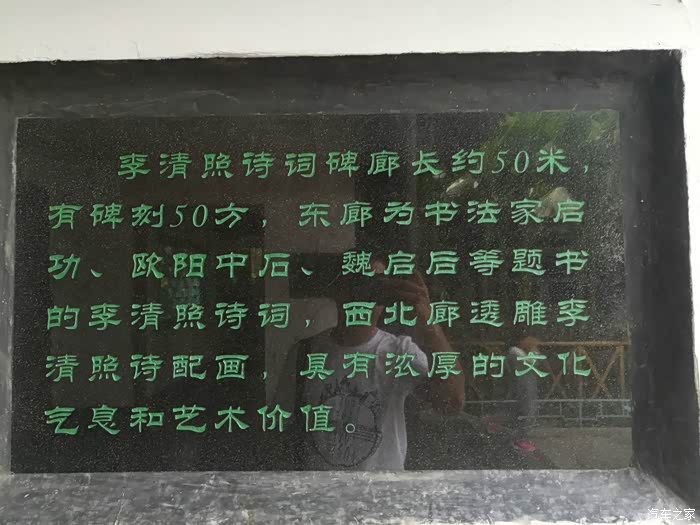 李清照诗词碑廊长约50米，
有碑刻50方，东廊为书法家启
功、欧阳中石、魏启后等题书
的李清照诗词，西北廊透雕李
清照诗配画，具有浓厚的文化
气息和艺术价值。
汽车之家